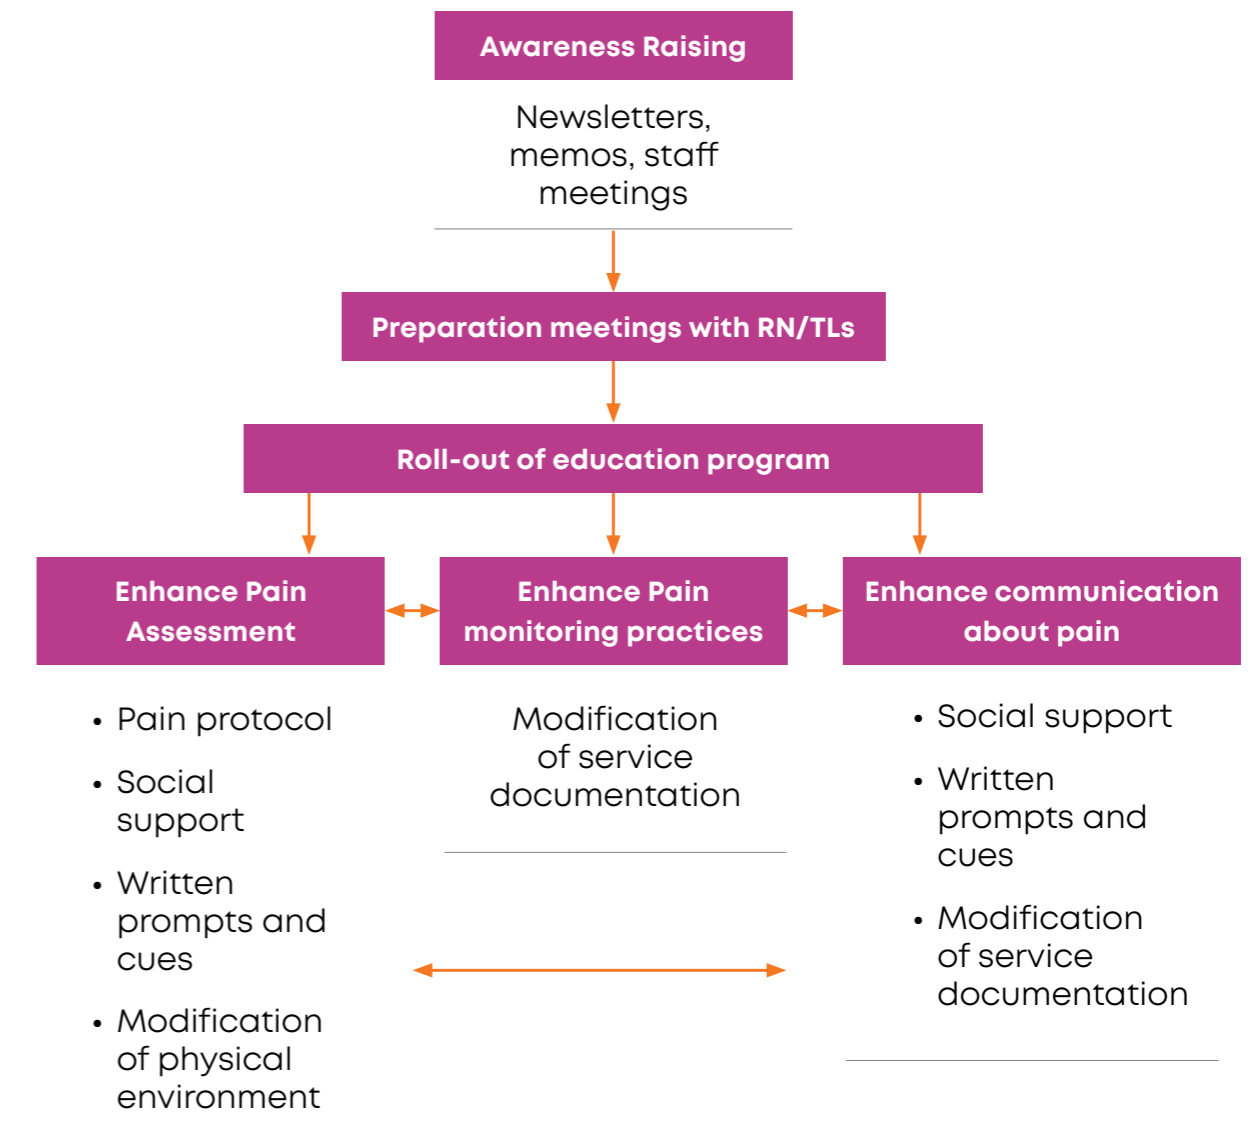 Awareness Raising
Newsletters,
memos, staff
meetings
Preparation meetings with RN/TLs
Roll-out of education program
Enhance Pain
Assessment
• Pain protocol
• Social
support
• Written
prompts and
cues
• Modification
of physical
environment
Enhance Pain
monitoring practices
Modification
of service
documentation
Enhance communication
about pain
• Social support
• Written
prompts and
cues
• Modification
of service
documentation